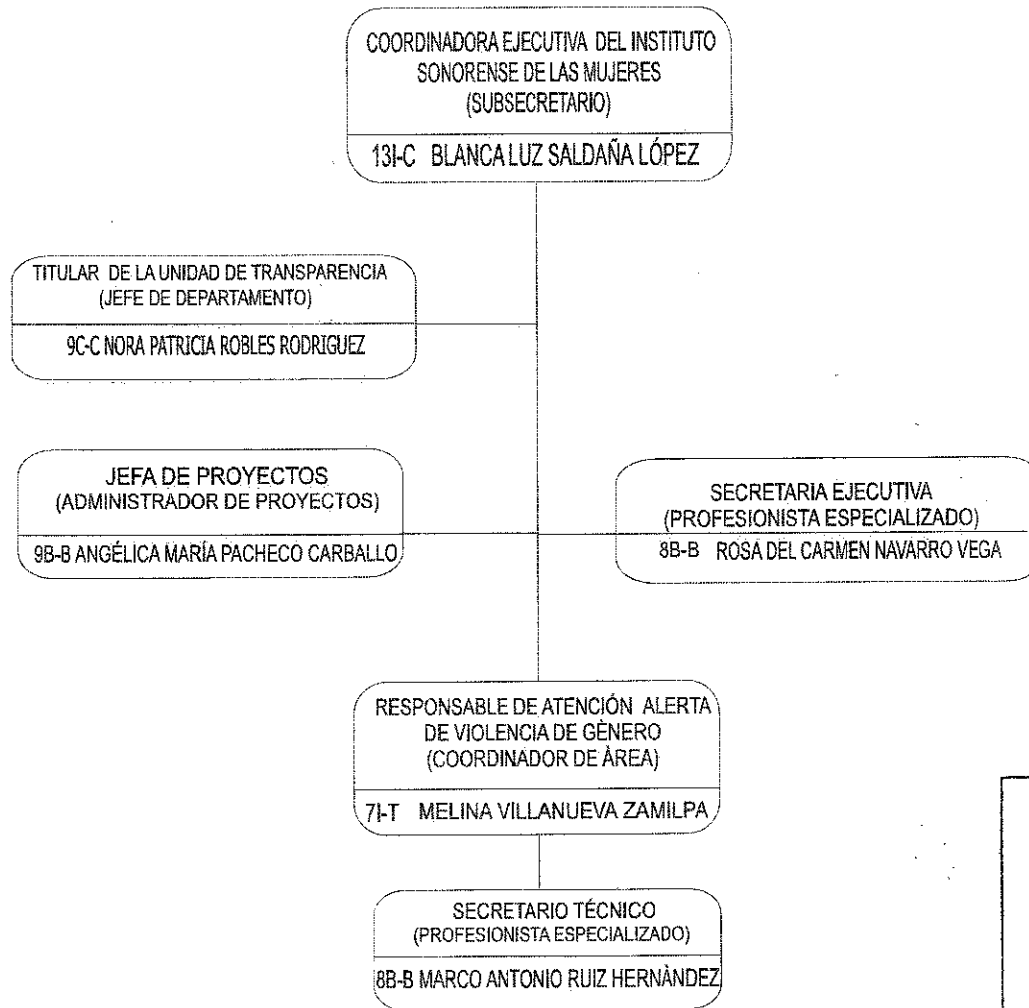 COORDINADORA EJECUTIVA DEL INSTITUTO
SONORENSE DE LAS MUJERES
(SUBSECRETARIO)
13I-C BLANCA LUZ SALDAÑA LÓPEZ
TITULAR DE LA UNIDAD DE TRANSPARENCIA
(JEFE DE DEPARTAMENTO)
9C-C NORA PATRICIA ROBLES RODRIGUEZ
JEFA DE PROYECTOS
(ADMINISTRADOR DE PROYECTOS)
9B-B ANGÉLICA MARÍA PACHECO CARBALLO
SECRETARIA EJECUTIVA
(PROFESIONISTA ESPECIALIZADO)
8B-B ROSA DEL CARMEN NAVARRO VEGA
RESPONSABLE DE ATENCIÓN ALERTA
DE VIOLENCIA DE GÈNERO
(COORDINADOR DE ÀREA)
7I-T MELINA VILLANUEVA ZAMILPA
SECRETARIO TÉCNICO
(PROFESIONISTA ESPECIALIZADO)
8B-B MARCO ANTONIO RUIZ HERNÀNDEZ